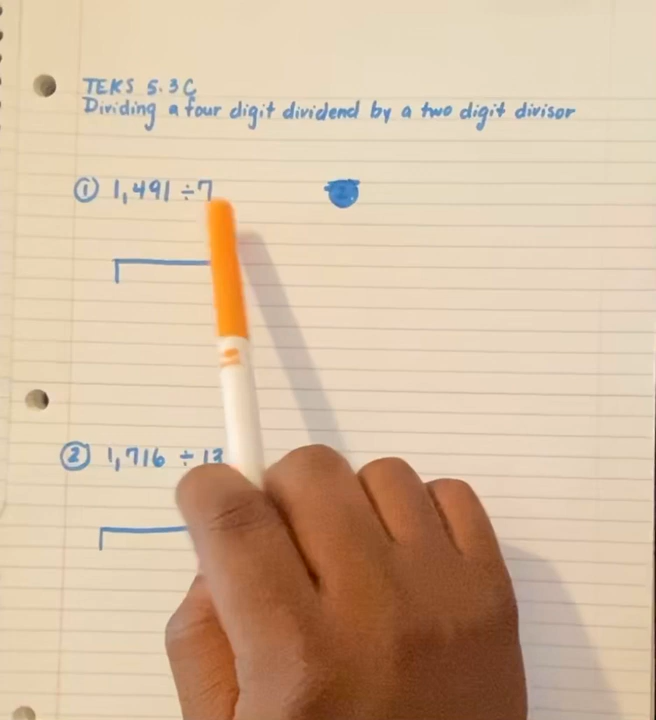 TEKS 5.3C
Dividing a four digit dividend by a two digit divisor
① 1,491 ÷ 7
② 1,716 ÷ 13